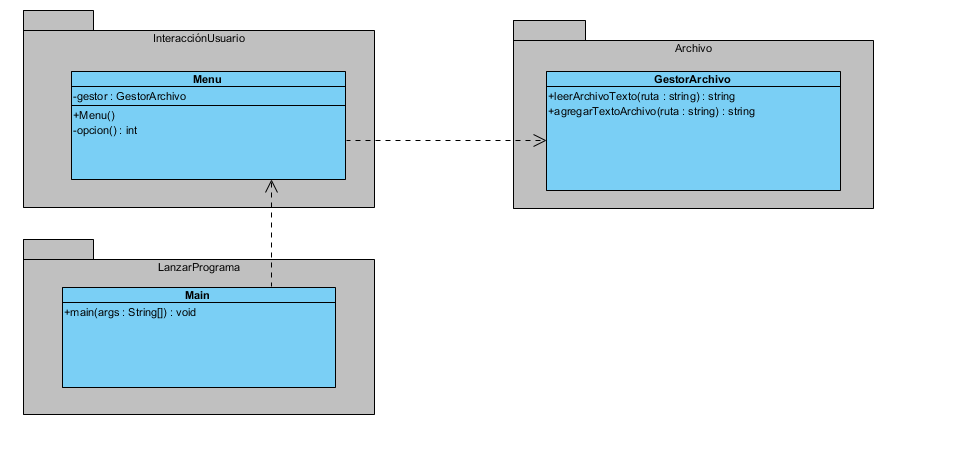 InteracciónUsuario
Menu
-gestor : GestorArchivo
+Menu()
-opcion() : int
Archivo
GestorArchivo
+leerArchivoTexto(ruta : string) : string
+agregarTextoArchivo(ruta : string) : string
LanzarPrograma
Main
+main(args : String[]) : void